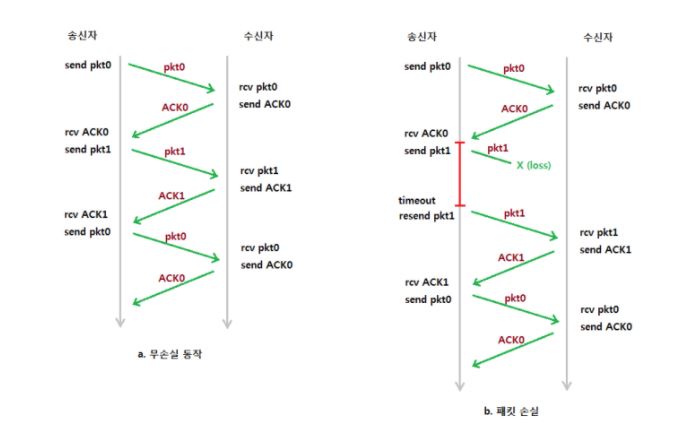 송신자
수신자
send pkt0
pkt0
rcv pkt0
send ACK0
ACK0
rcv ACK0
send pkt1
pkt1
rcv pkt1
send ACK1
ACK1
rcv ACK1
send pkt0
pkt0
rcv pkt0
send ACK0
ACK0
a. 무손실 동작
송신자
수신자
send pkt0
pkt0
rcv pkt0
send ACK0
ACK0
rcv ACK0
send pkt1
pkt1
X (loss)
timeout
resend pkt1
pkt1
rcv pkt1
send ACK1
ACK1
rcv ACK1
send pkt0
pkt0
rcv pkt0
send ACK0
ACK0
b. 패킷 손실